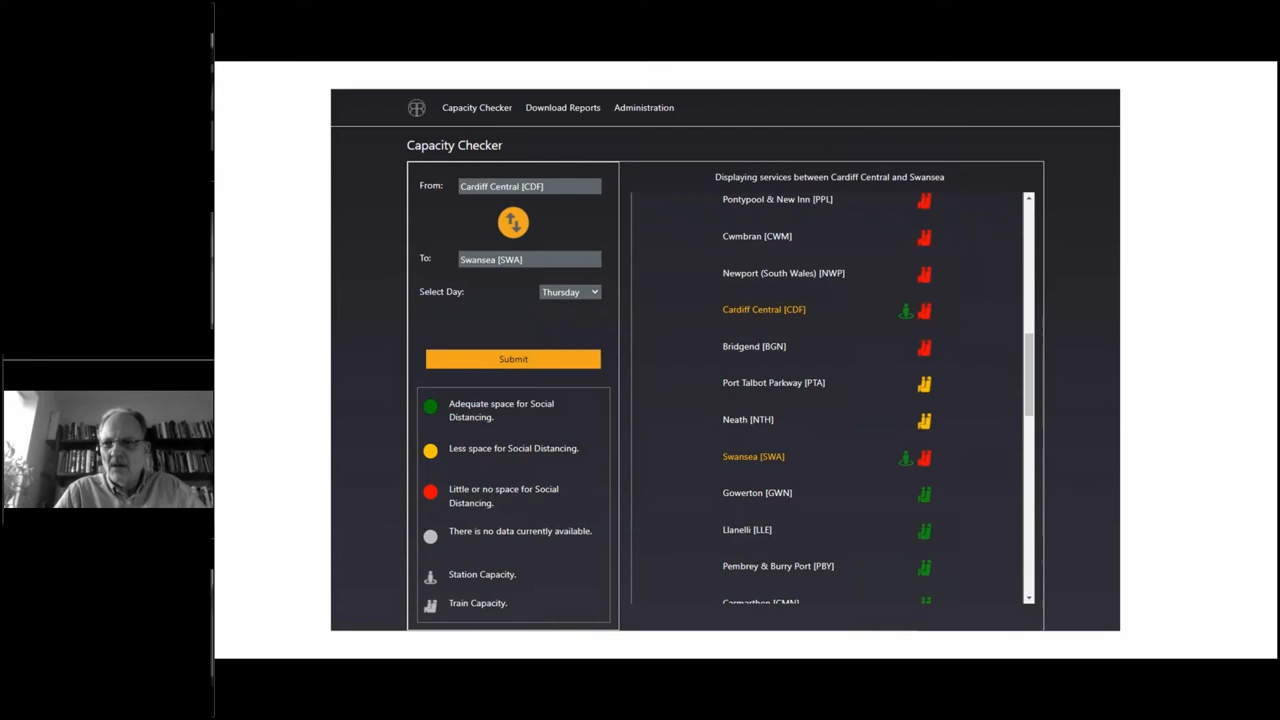 Capacity Checker Download Reports Administration
Capacity Checker
From: Cardiff Central [CDF]
To: Swansea [SWA]
Select Day: Thursday
Submit
Adequate space for Social
Distancing.
Less space for Social Distancing.
Little or no space for Social
Distancing.
There is no data currently available.
Station Capacity.
Train Capacity.
Displaying services between Cardiff Central and Swansea
Pontypool & New Inn [PPL]
Cwmbran [CWM]
Newport (South Wales) [NWP]
Cardiff Central [CDF]
Bridgend [BGN]
Port Talbot Parkway [PTA]
Neath [NTH]
Swansea [SWA]
Gowerton [GWN]
Llanelli [LLE]
Pembrey & Burry Port [PBY]
Carmarthen [CMN]